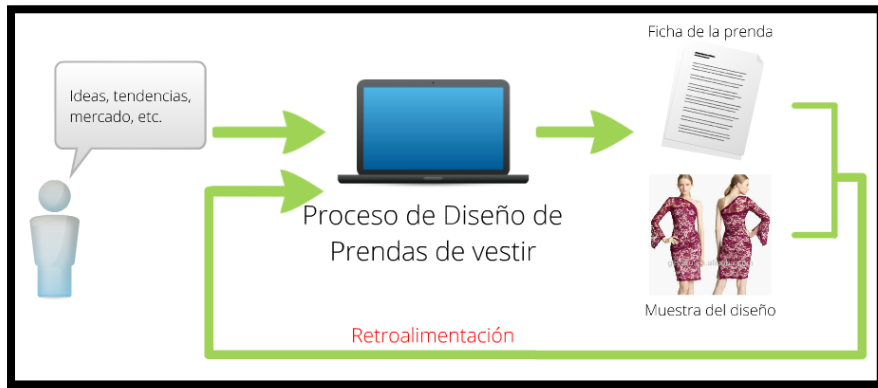 Ficha de la prenda
Ideas, tendencias,
mercado, etc.
Proceso de Diseño de
Prendas de vestir
Muestra del diseño
Retroalimentación